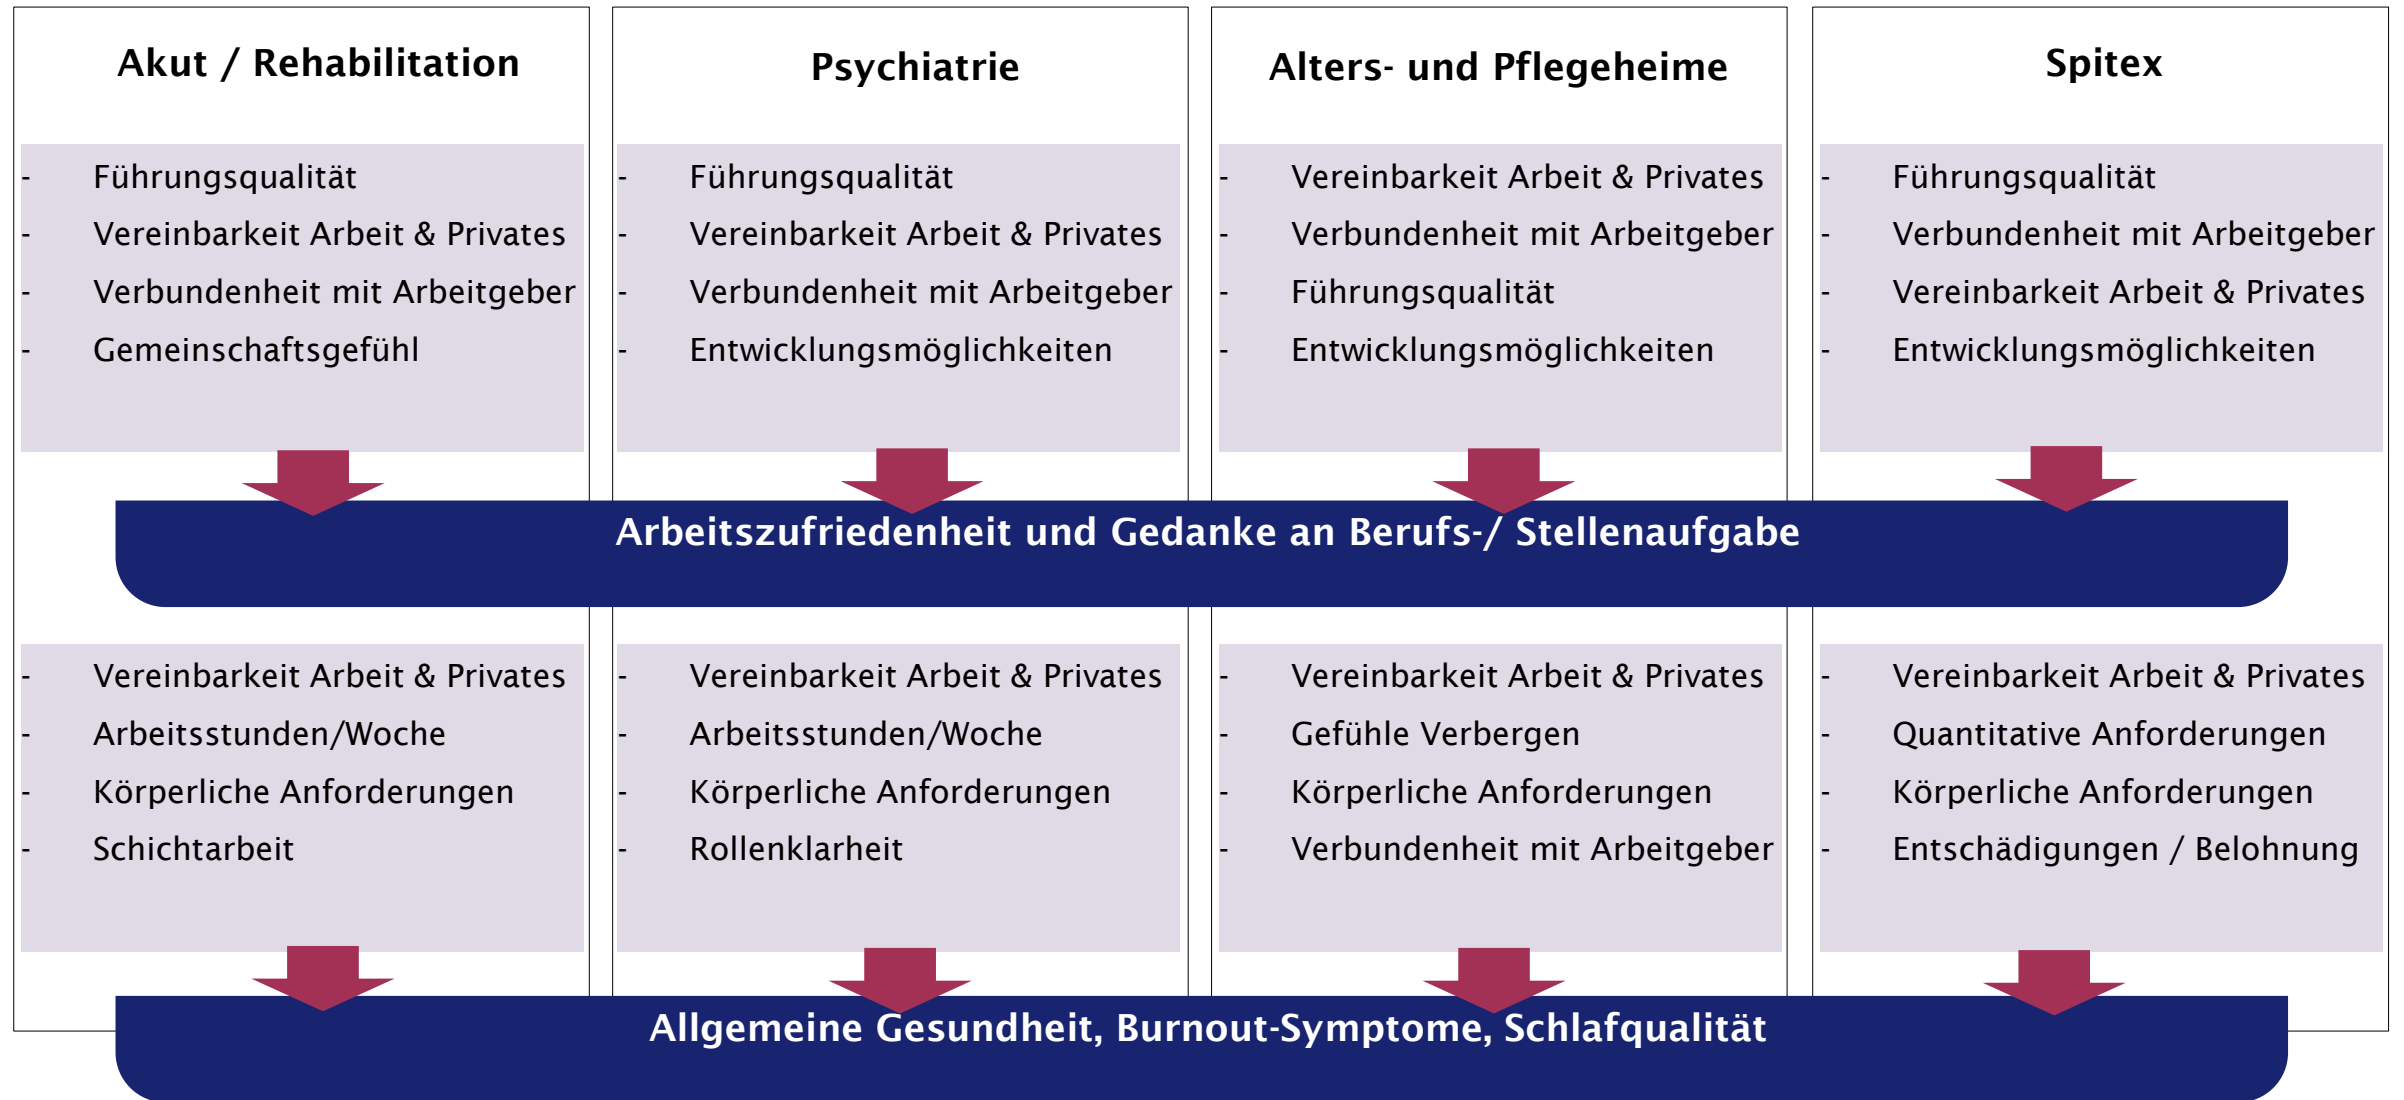 Akut / Rehabilitation
- Führungsqualität
- Vereinbarkeit Arbeit & Privates
- Verbundenheit mit Arbeitgeber
- Gemeinschaftsgefühl
Psychiatrie
- Führungsqualität
- Vereinbarkeit Arbeit & Privates
- Verbundenheit mit Arbeitgeber
- Entwicklungsmöglichkeiten
Alters- und Pflegeheime
- Vereinbarkeit Arbeit & Privates
- Verbundenheit mit Arbeitgeber
- Führungsqualität
- Entwicklungsmöglichkeiten
Spitex
- Führungsqualität
- Verbundenheit mit Arbeitgeber
- Vereinbarkeit Arbeit & Privates
- Entwicklungsmöglichkeiten
Arbeitszufriedenheit und Gedanke an Berufs-/ Stellenaufgabe
- Vereinbarkeit Arbeit & Privates
- Arbeitsstunden/Woche
- Körperliche Anforderungen
- Schichtarbeit
- Vereinbarkeit Arbeit & Privates
- Arbeitsstunden/Woche
- Körperliche Anforderungen
- Rollenklarheit
- Vereinbarkeit Arbeit & Privates
- Gefühle Verbergen
- Körperliche Anforderungen
- Verbundenheit mit Arbeitgeber
- Vereinbarkeit Arbeit & Privates
- Quantitative Anforderungen
- Körperliche Anforderungen
- Entschädigungen / Belohnung
Allgemeine Gesundheit, Burnout-Symptome, Schlafqualität